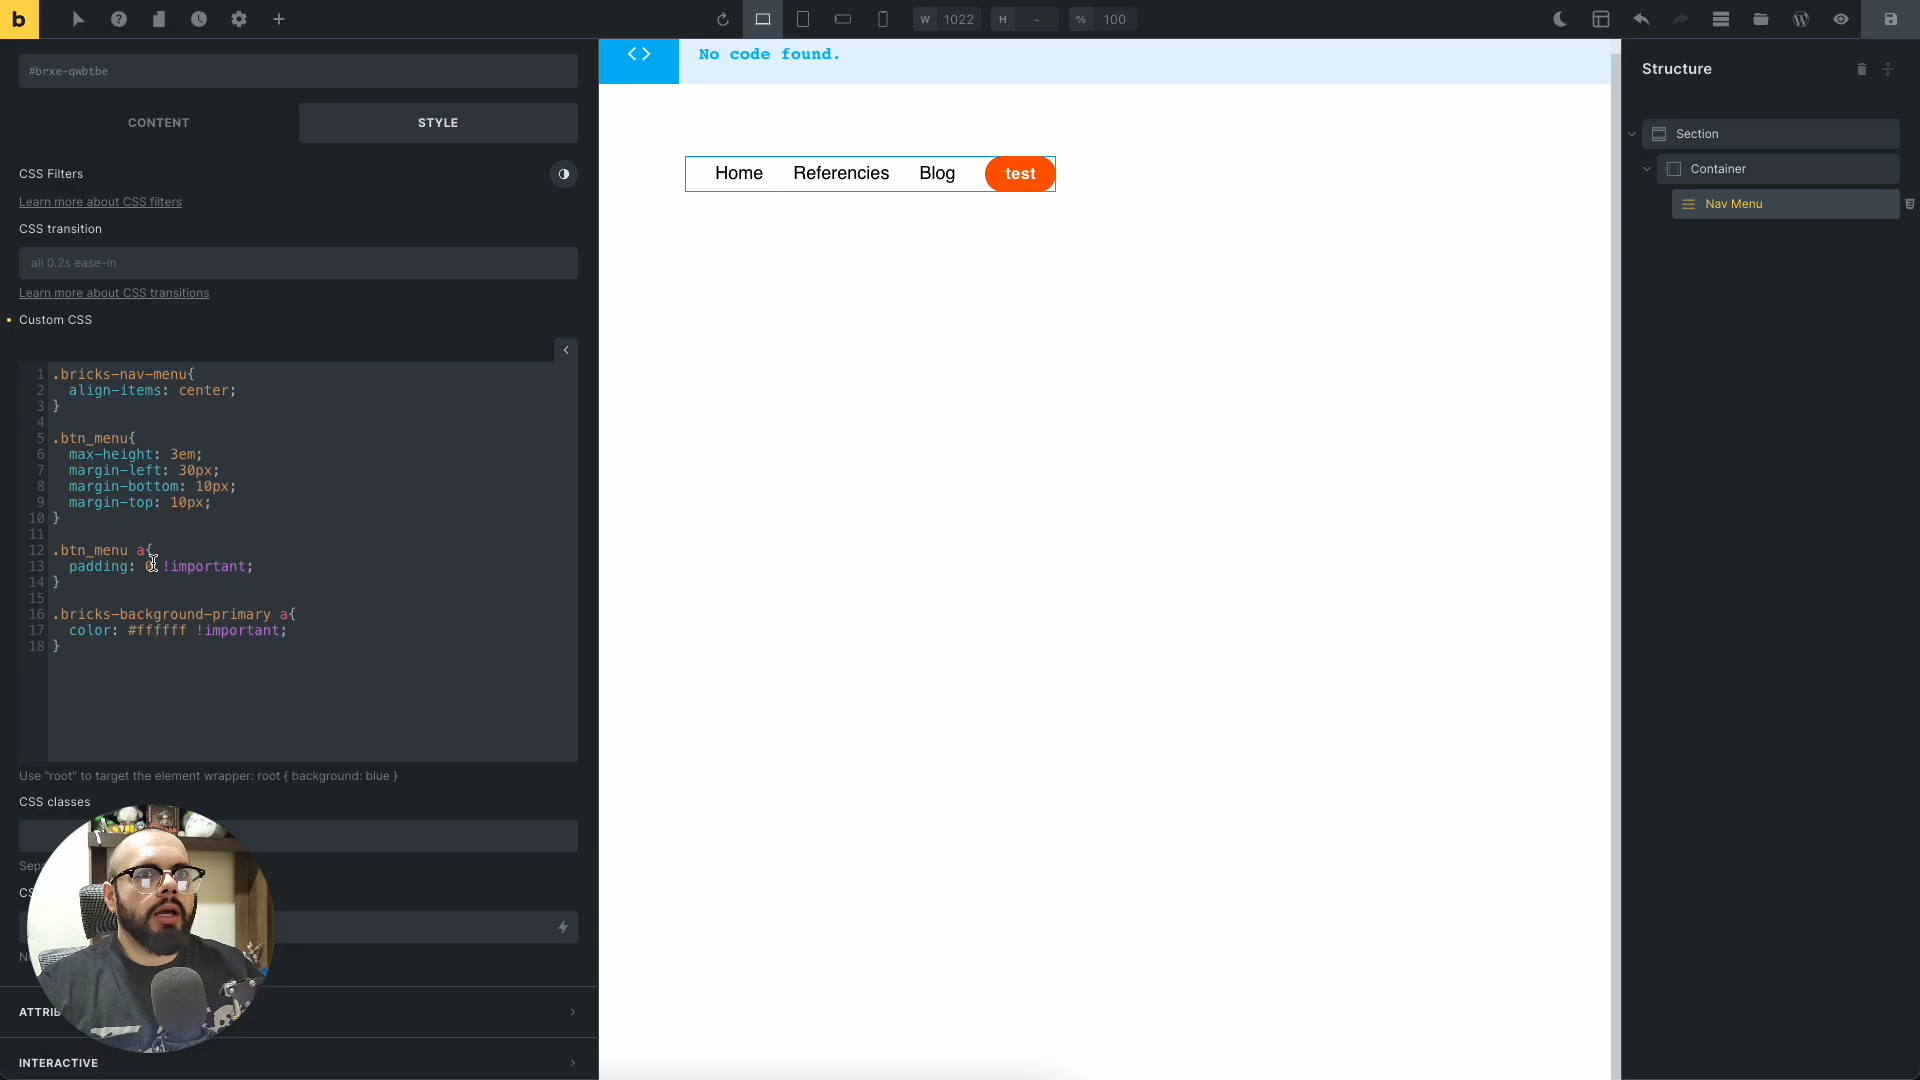 b
W 1022 H - % 100
#brxe-qwbtbe
CONTENT
STYLE
CSS Filters
Learn more about CSS filters
CSS transition
all 0.2s ease-in
Learn more about CSS transitions
Custom CSS
1 .bricks-nav-menu{
2 align-items: center;
3 }
4
5 .btn_menu{
6 max-height: 3em;
7 margin-left: 30px;
8 margin-bottom: 10px;
9 margin-top: 10px;
10 }
11
12 .btn_menu a{
13 padding: 0 !important;
14 }
15
16 .bricks-background-primary a{
17 color: #ffffff !important;
18 }
Use "root" to target the element wrapper: root { background: blue }
CSS classes
INTERACTIVE
No code found.
Home Referencies Blog test
Structure
Section
Container
Nav Menu